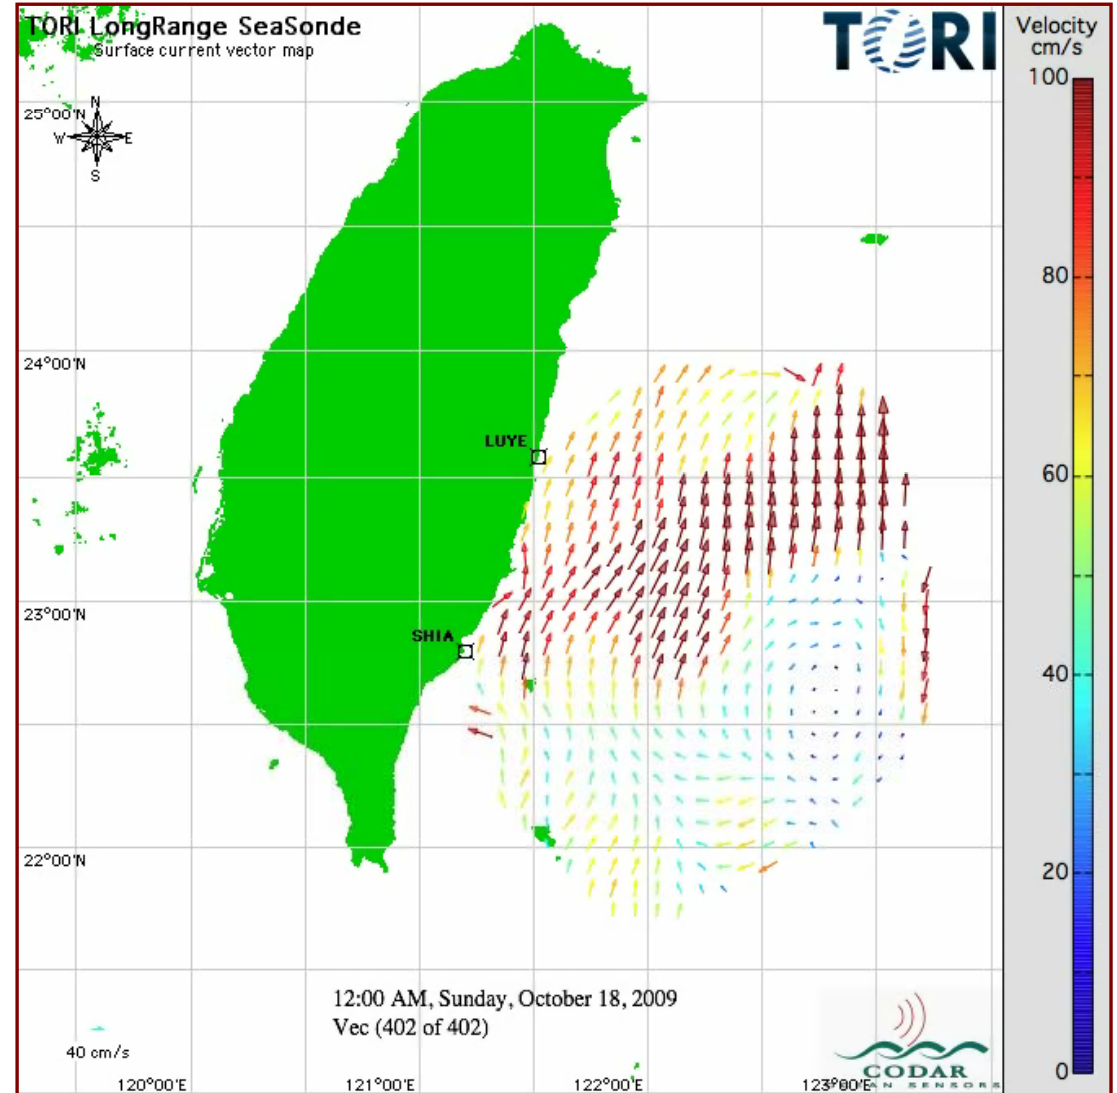 TORI LongRange SeaSonde
Surface current vector map
TORI
Velocity
cm/s
100
80
60
40
20
0
N
W E
S
25°00'N
24°00'N
23°00'N
22°00'N
LUYE
SHIA
12:00 AM, Sunday, October 18, 2009
Vec (402 of 402)
40 cm/s
120°00'E
121°00'E
122°00'E
123°00'E
CODAR
AN SENSORS